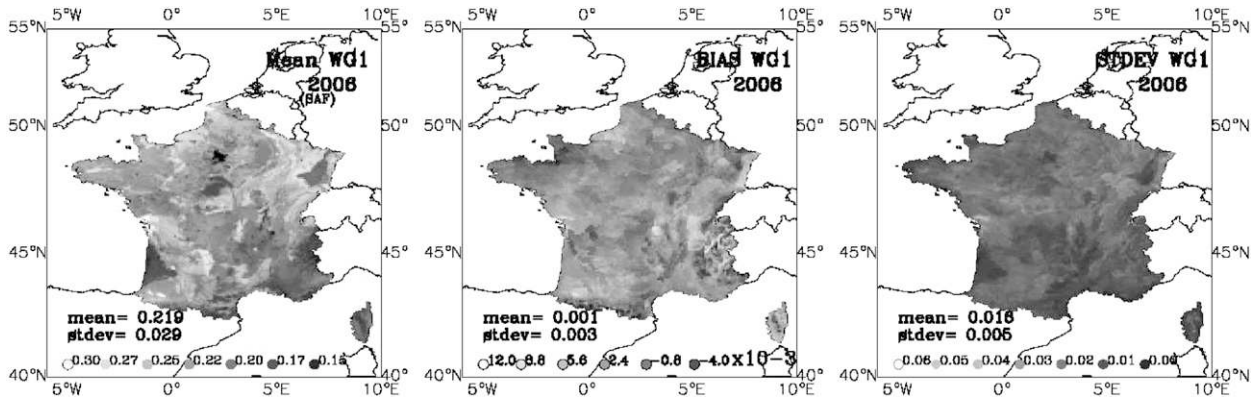 5°W 0° 5°E 10°E
55°N
50°N
45°N
40°N
Mean WG1
2006
(SAF)
mean= 0.219
stdev= 0.029
0.30 0.27 0.25 0.22 0.20 0.17
5°W 0° 5°E 10°E
5°W 0° 5°E 10°E
55°N
50°N
45°N
40°N
BIAS WG1
2006
mean= 0.001
stdev= 0.003
12.0 8.8 5.6 2.4 -0.8 -4.0 x10-3
5°W 0° 5°E 10°E
5°W 0° 5°E 10°E
55°N 55°N
50°N 50°N
45°N 45°N
40°N 40°N
STDEV WG1
2006
mean= 0.016
stdev= 0.005
0.06 0.05 0.04 0.03 0.02 0.01 0.00
5°W 0° 5°E 10°E